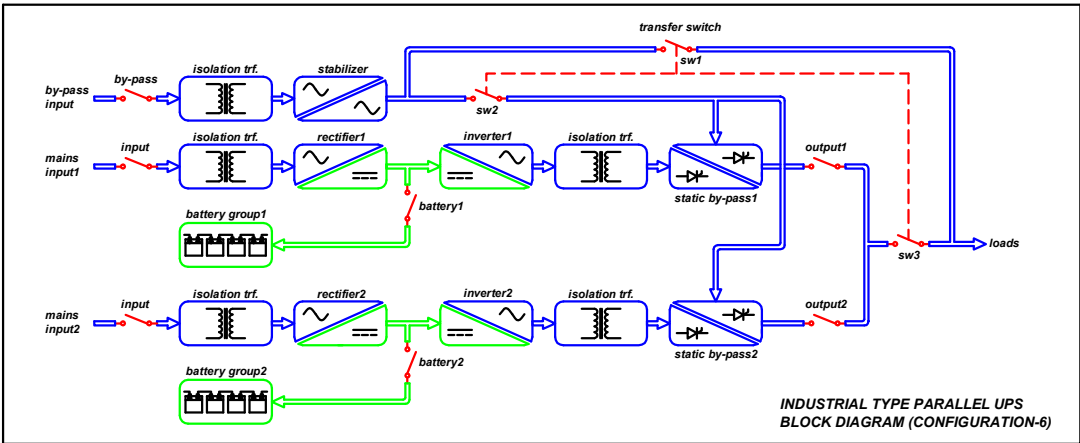 transfer switch
sw1
by-pass
isolation trf.
stabilizer
by-pass
input
sw2
mains
input1
input
isolation trf.
rectifier1
inverter1
isolation trf.
static by-pass1
output1
battery1
battery group1
sw3
loads
mains
input2
input
isolation trf.
rectifier2
inverter2
isolation trf.
static by-pass2
output2
battery2
battery group2
INDUSTRIAL TYPE PARALLEL UPS
BLOCK DIAGRAM (CONFIGURATION-6)